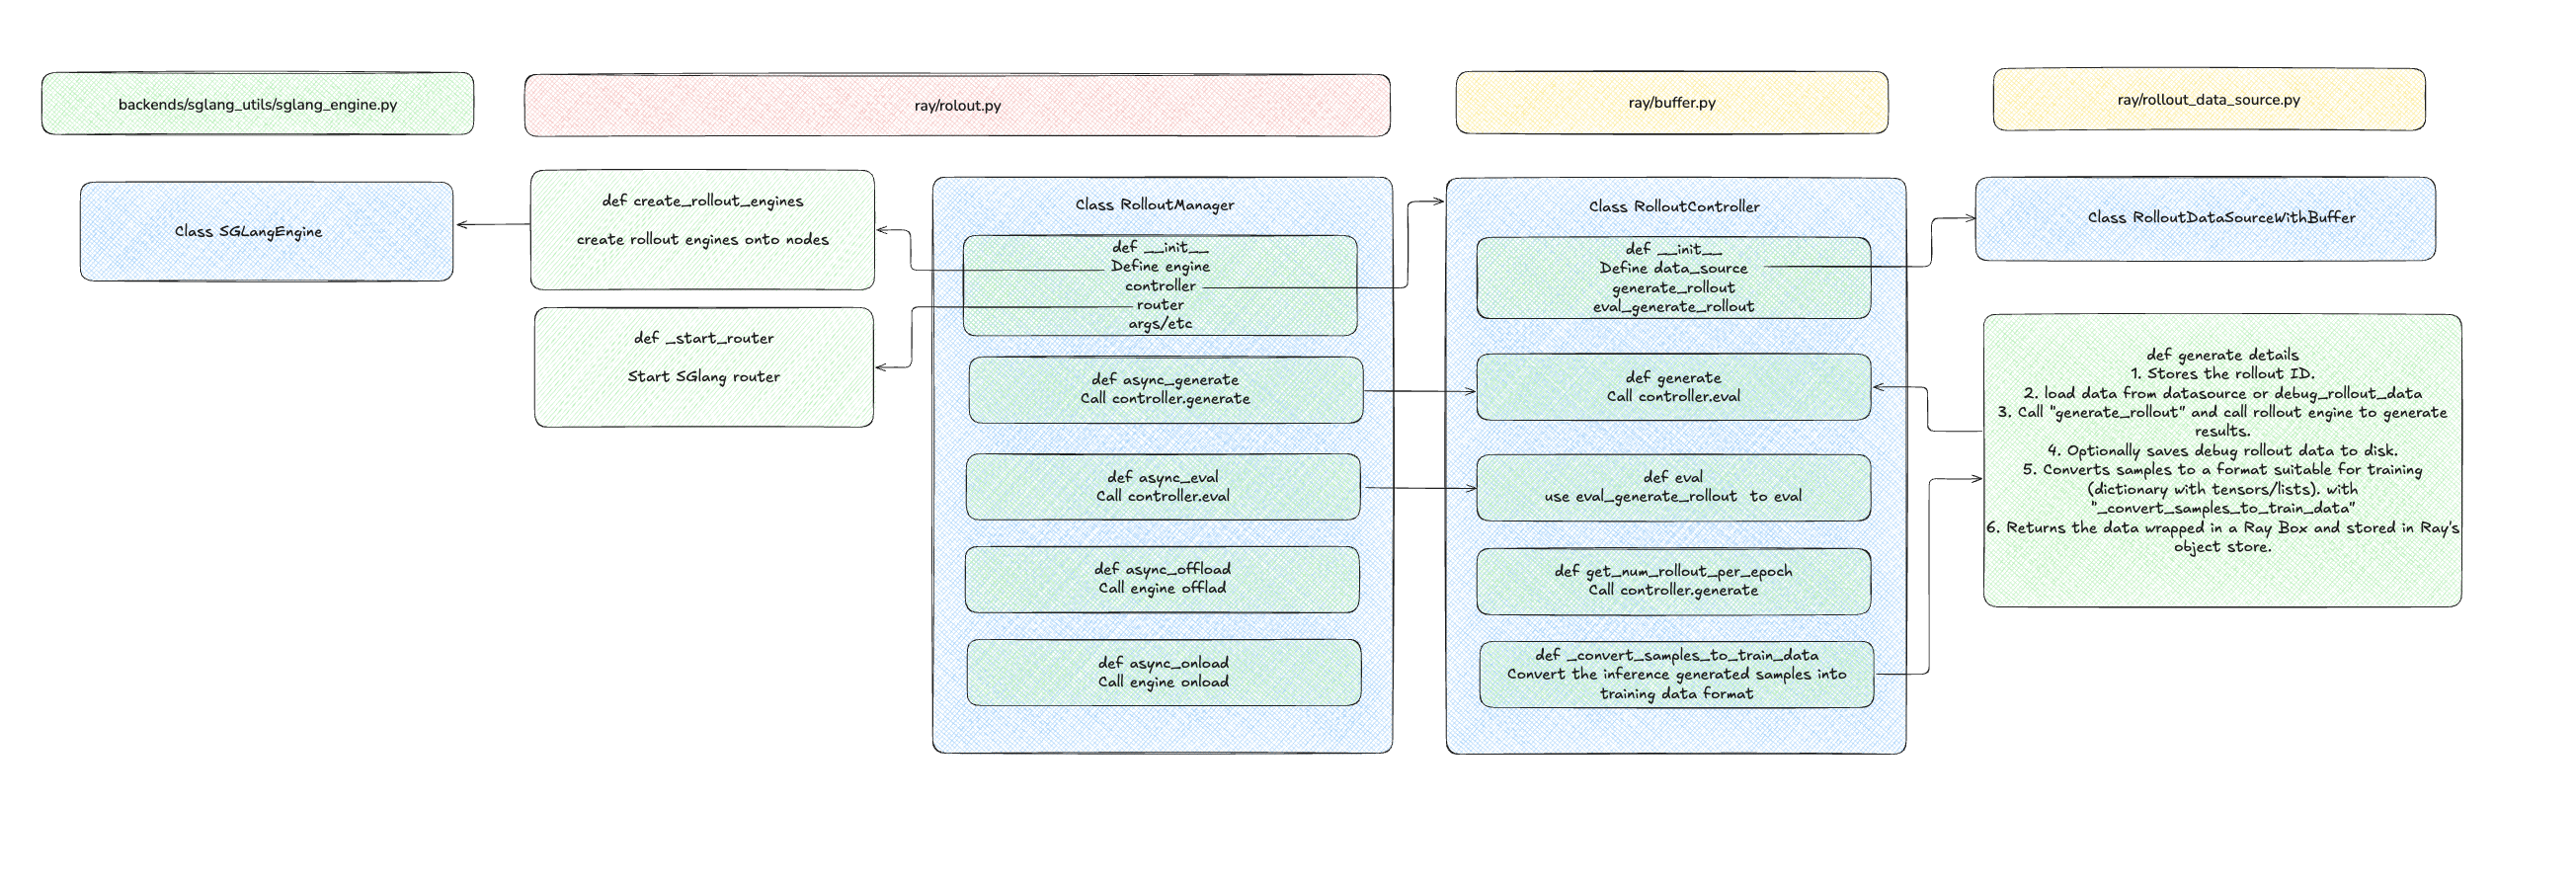 backends/sglang_utils/sglang_engine.py
ray/rolout.py
ray/buffer.py
ray/rollout_data_source.py
Class SGLangEngine
def create_rollout_engines
create rollout engines onto nodes
def _start_router
Start SGlang router
Class RolloutManager
def __init__
Define engine
controller
router
args/etc
def async_generate
Call controller.generate
def async_eval
Call controller.eval
def async_offload
Call engine offlad
def async_onload
Call engine onload
Class RolloutController
def __init__
Define data_source
generate_rollout
eval_generate_rollout
def generate
Call controller.eval
def eval
use eval_generate_rollout to eval
def get_num_rollout_per_epoch
Call controller.generate
def _convert_samples_to_train_data
Convert the inference generated samples into
training data format
Class RolloutDataSourceWithBuffer
def generate details
1. Stores the rollout ID.
2. load data from datasource or debug_rollout_data
3. Call "generate_rollout" and call rollout engine to generate
results.
4. Optionally saves debug rollout data to disk.
5. Converts samples to a format suitable for training
(dictionary with tensors/lists). with
"_convert_samples_to_train_data"
6. Returns the data wrapped in a Ray Box and stored in Ray's
object store.